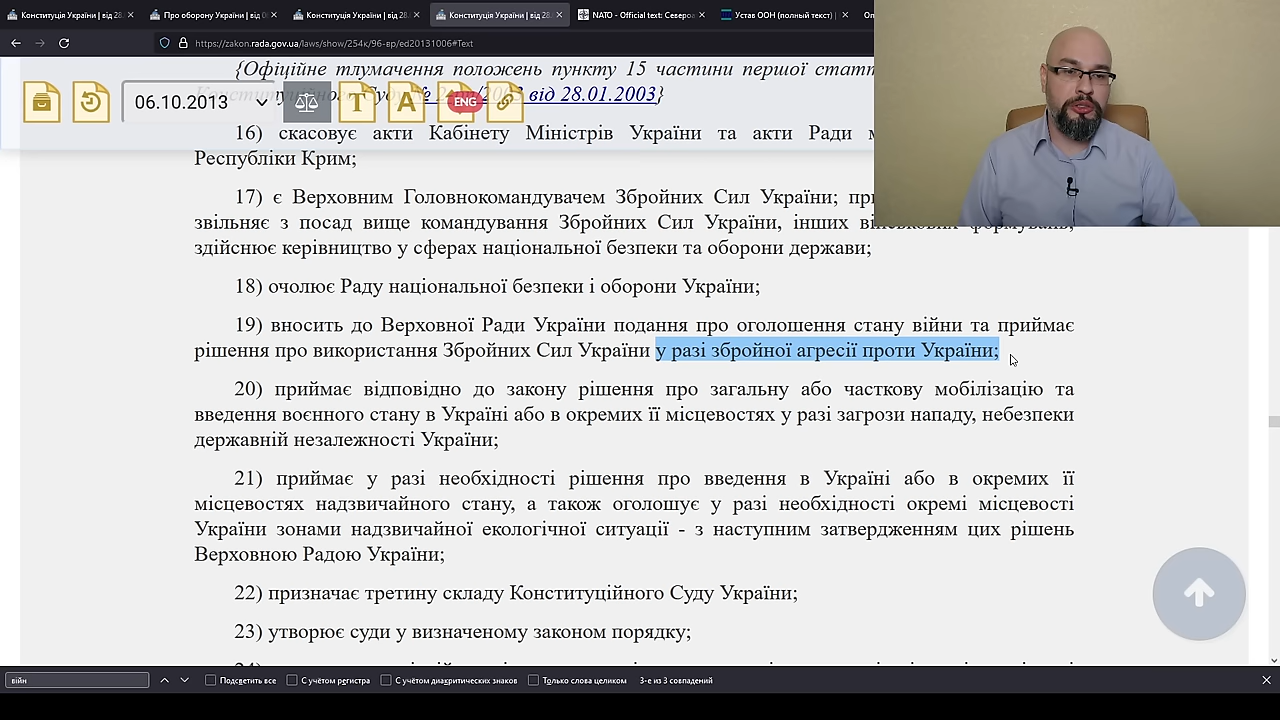 Конституція України | від 28.
Про оборону України | від 0
Конституція України | від 28.
Конституція України | від 28.
NATO - Official text: Северо
Устав ООН (полный текст) |
https://zakon.rada.gov.ua/laws/show/254к/96-вр/ed20131006#Text
{Офіційне тлумачення положень пункту 15 частини першої статт
06.10.2013
T
A
ENG
від 28.01.2003}
16) скасовує акти Кабінету Міністрів України та акти Ради м
Республіки Крим;
17) є Верховним Головнокомандувачем Збройних Сил України; при
звільняє з посад вище командування Збройних Сил України, інших військових формувань;
здійснює керівництво у сферах національної безпеки та оборони держави;
18) очолює Раду національної безпеки і оборони України;
19) вносить до Верховної Ради України подання про оголошення стану війни та приймає
рішення про використання Збройних Сил України у разі збройної агресії проти України;
20) приймає відповідно до закону рішення про загальну або часткову мобілізацію та
введення воєнного стану в Україні або в окремих її місцевостях у разі загрози нападу, небезпеки
державній незалежності України;
21) приймає у разі необхідності рішення про введення в Україні або в окремих її
місцевостях надзвичайного стану, а також оголошує у разі необхідності окремі місцевості
України зонами надзвичайної екологічної ситуації - з наступним затвердженням цих рішень
Верховною Радою України;
22) призначає третину складу Конституційного Суду України;
23) утворює суди у визначеному законом порядку;
війн
Подсветить все
С учётом регистра
С учётом диакритических знаков
Только слова целиком
3-е из 3 совпадений